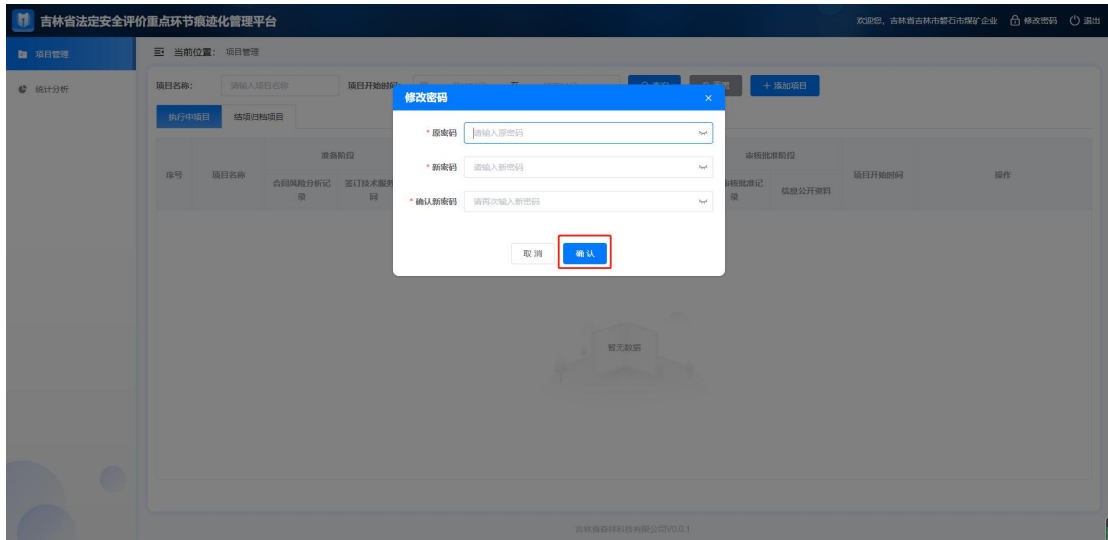 吉林省法定安全评价重点环节痕迹化管理平台
欢迎您，吉林省吉林市磐石市煤矿企业 修改密码 退出
项目管理
统计分析
当前位置： 项目管理
项目名称： 请输入项目名称 项目开始时间： 至 查询 重置 + 添加项目
执行中项目 结项归档项目
修改密码 ×
* 原密码 请输入原密码
* 新密码 请输入新密码
* 确认新密码 请再次输入新密码
取 消 确 认
准备阶段 审核批准阶段
序号 项目名称 项目开始时间 操作
合同风险分析记录 签订技术服务 同 审核批准记录 信息公开资料
暂无数据